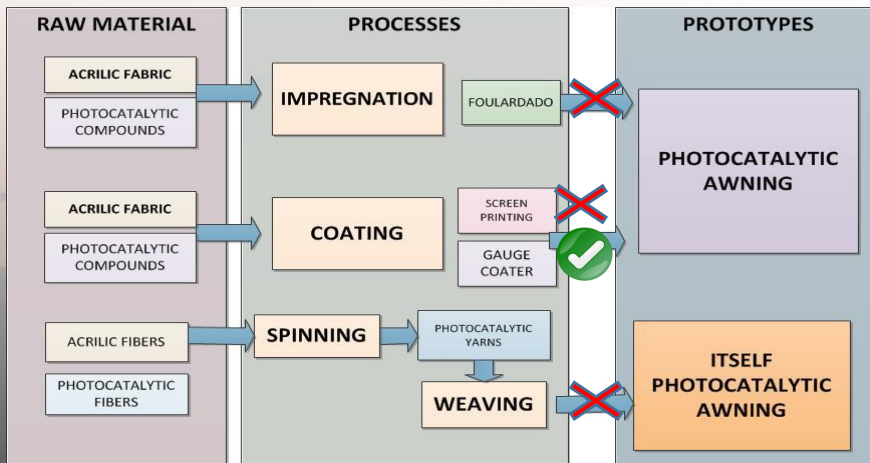 RAW MATERIAL
PROCESSES
PROTOTYPES
ACRILIC FABRIC
PHOTOCATALYTIC
COMPOUNDS
IMPREGNATION
FOULARDADO
PHOTOCATALYTIC
AWNING
ACRILIC FABRIC
PHOTOCATALYTIC
COMPOUNDS
COATING
SCREEN
PRINTING
GAUGE
COATER
ACRILIC FIBERS
PHOTOCATALYTIC
FIBERS
SPINNING
PHOTOCATALYTIC
YARNS
WEAVING
ITSELF
PHOTOCATALYTIC
AWNING